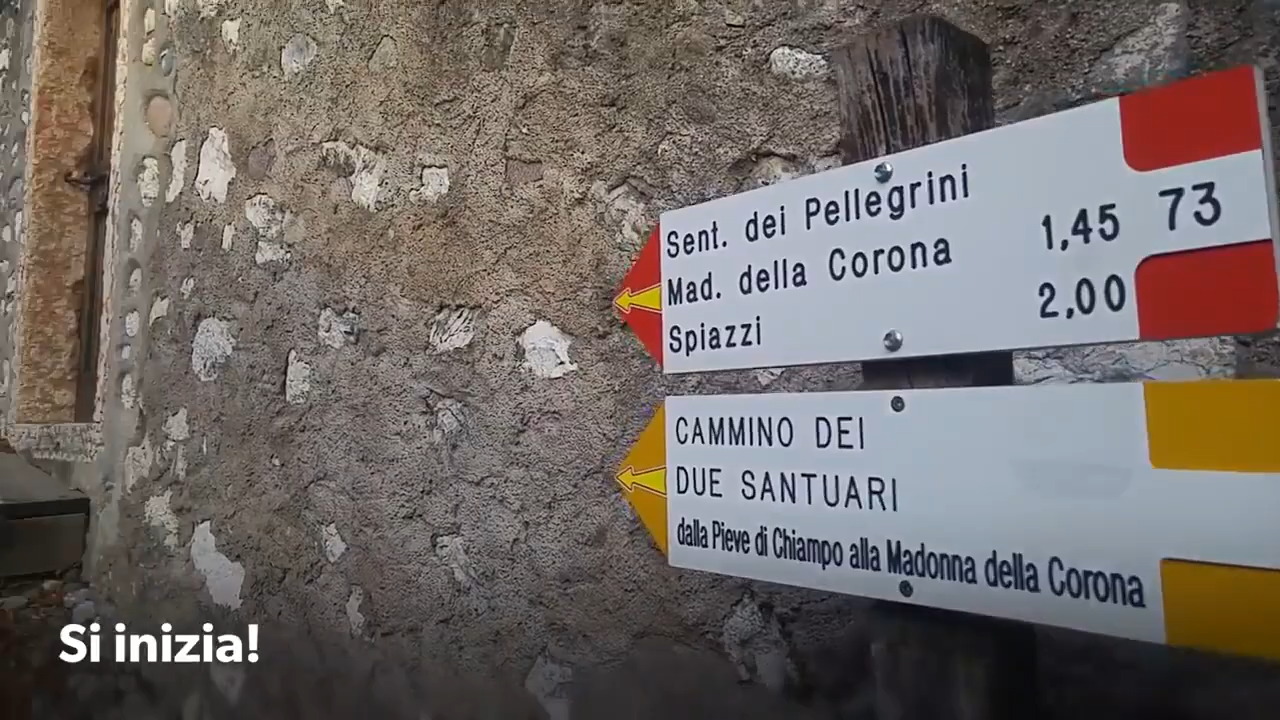 Sent. dei Pellegrini
Mad. della Corona 1,45 73
Spiazzi 2,00
CAMMINO DEI
DUE SANTUARI
dalla Pieve di Chiampo alla Madonna della Corona
Si inizia!